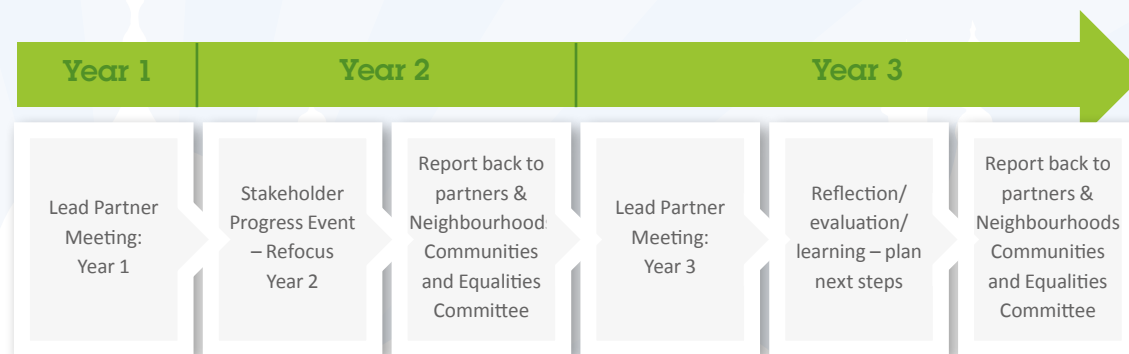 Year 1
Year 2
Year 3
Lead Partner
Meeting:
Year 1
Stakeholder
Progress Event
– Refocus
Year 2
Report back to
partners &
Neighbourhoods
Communities
and Equalities
Committee
Lead Partner
Meeting:
Year 3
Reflection/
evaluation/
learning – plan
next steps
Report back to
partners &
Neighbourhoods
Communities
and Equalities
Committee